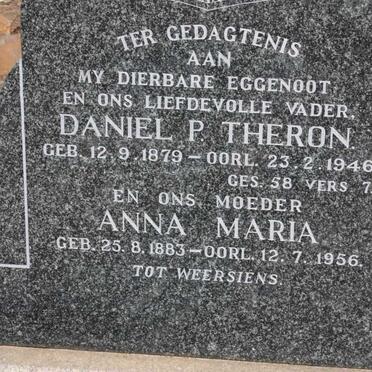 TER GEDAGTENIS
AAN
MY DIERBARE EGGENOOT
EN ONS LIEFDEVOLLE VADER.
DANIEL P. THERON.
GEB. 12.9.1879 – OORL. 23.2.1946
GES. 58 VERS 7
EN ONS MOEDER
ANNA MARIA
GEB. 25.8.1883 – OORL. 12.7.1956.
TOT WEERSIENS.